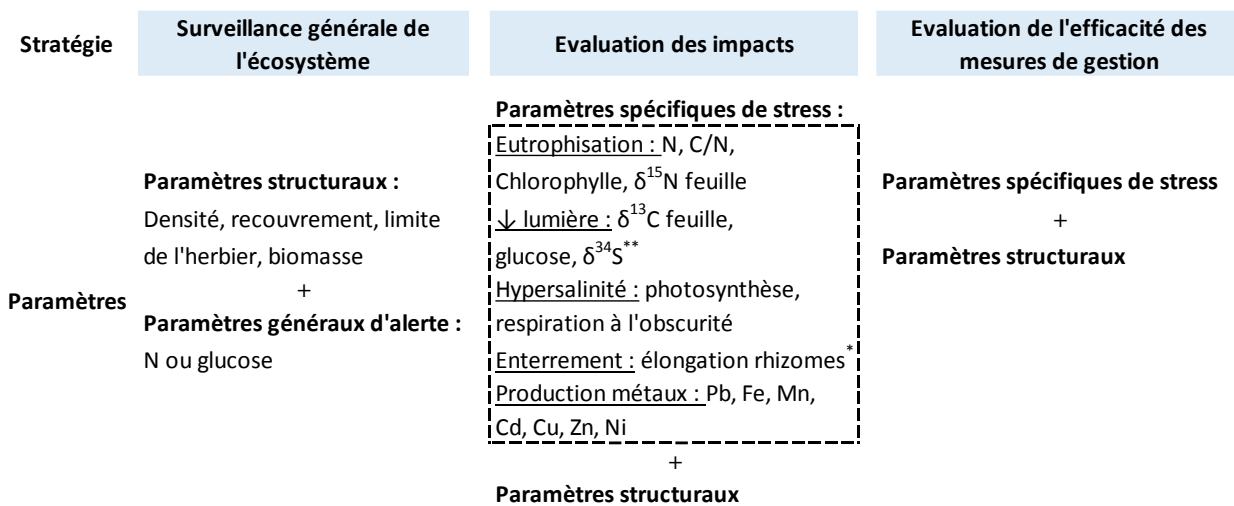 Stratégie
Surveillance générale de
l'écosystème
Evaluation des impacts
Evaluation de l'efficacité des
mesures de gestion
Paramètres
Paramètres structuraux :
Densité, recouvrement, limite
de l'herbier, biomasse
+
Paramètres généraux d'alerte :
N ou glucose
Paramètres spécifiques de stress :
Eutrophisation : N, C/N,
Chlorophylle, δ15N feuille
↓ lumière : δ13C feuille,
glucose, δ34S**
Hypersalinité : photosynthèse,
respiration à l'obscurité
Enterrement : élongation rhizomes*
Production métaux : Pb, Fe, Mn,
Cd, Cu, Zn, Ni
+
Paramètres structuraux
Paramètres spécifiques de stress
+
Paramètres structuraux